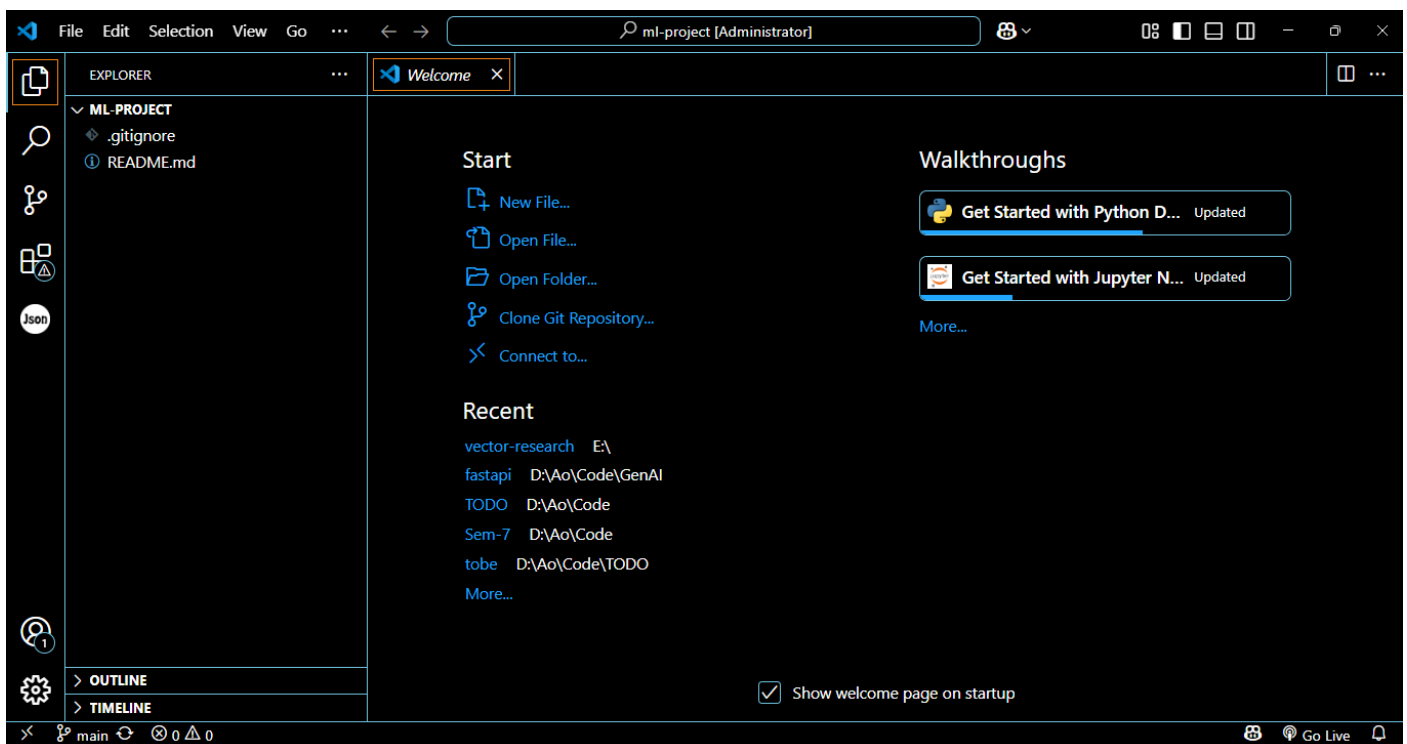 File Edit Selection View Go ml-project [Administrator]
EXPLORER
Welcome
ML-PROJECT
.gitignore
README.md
Json
Start
New File...
Open File...
Open Folder...
Clone Git Repository...
Connect to...
Recent
vector-research E:\
fastapi D:\Ao\Code\GenAI
TODO D:\Ao\Code
Sem-7 D:\Ao\Code
tobe D:\Ao\Code\TODO
More...
Walkthroughs
Get Started with Python D... Updated
Get Started with Jupyter N... Updated
More...
Show welcome page on startup
1
OUTLINE
TIMELINE
main 0 0 Go Live